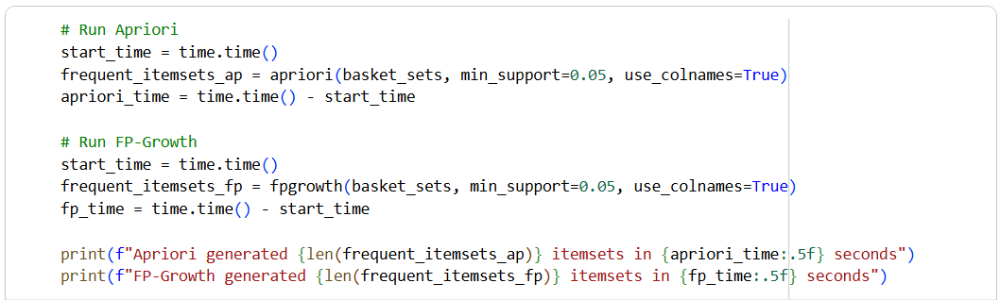 # Run Apriori
start_time = time.time()
frequent_itemsets_ap = apriori(basket_sets, min_support=0.05, use_colnames=True)
apriori_time = time.time() - start_time
# Run FP-Growth
start_time = time.time()
frequent_itemsets_fp = fpgrowth(basket_sets, min_support=0.05, use_colnames=True)
fp_time = time.time() - start_time
print(f"Apriori generated {len(frequent_itemsets_ap)} itemsets in {apriori_time:.5f} seconds")
print(f"FP-Growth generated {len(frequent_itemsets_fp)} itemsets in {fp_time:.5f} seconds")